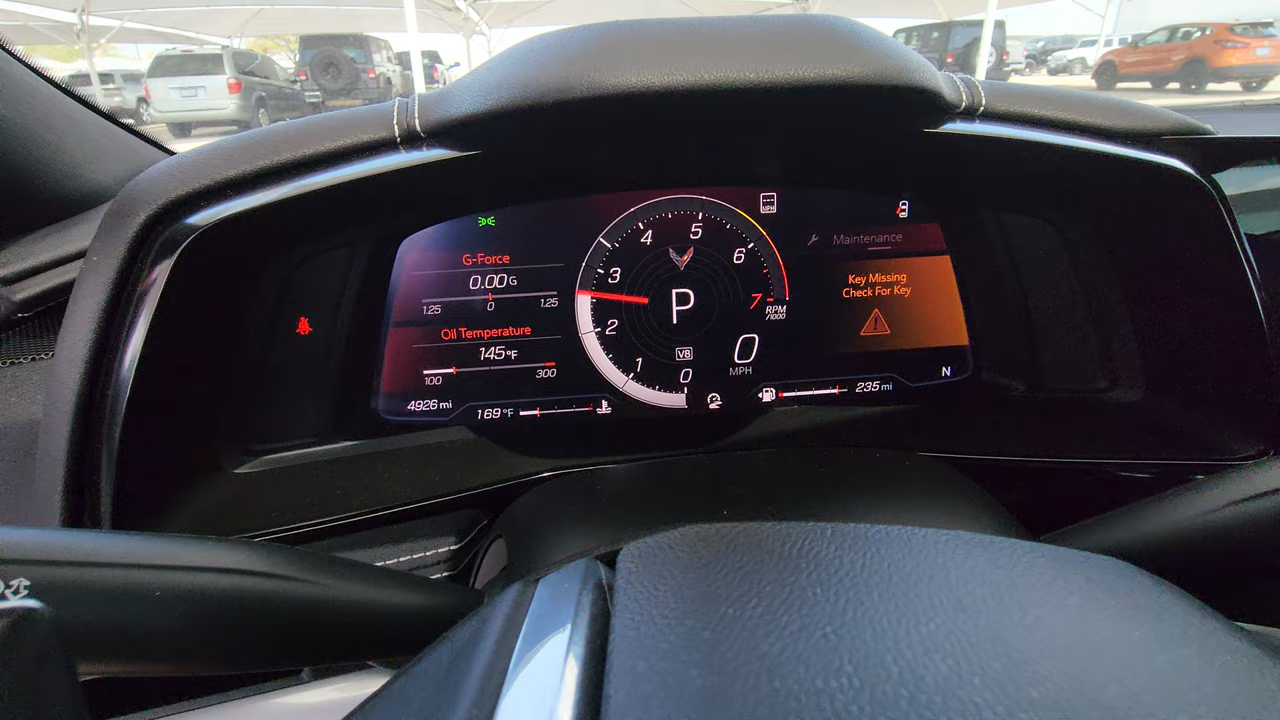 MPH
G-Force
0.00G
1.25 0 1.25
Oil Temperature
145°F
100 300
4926 mi
169 °F
0
1
2
3
4
5
6
7
RPM
/1000
P
V8
0
MPH
Maintenance
Key Missing
Check For Key
235 mi
N